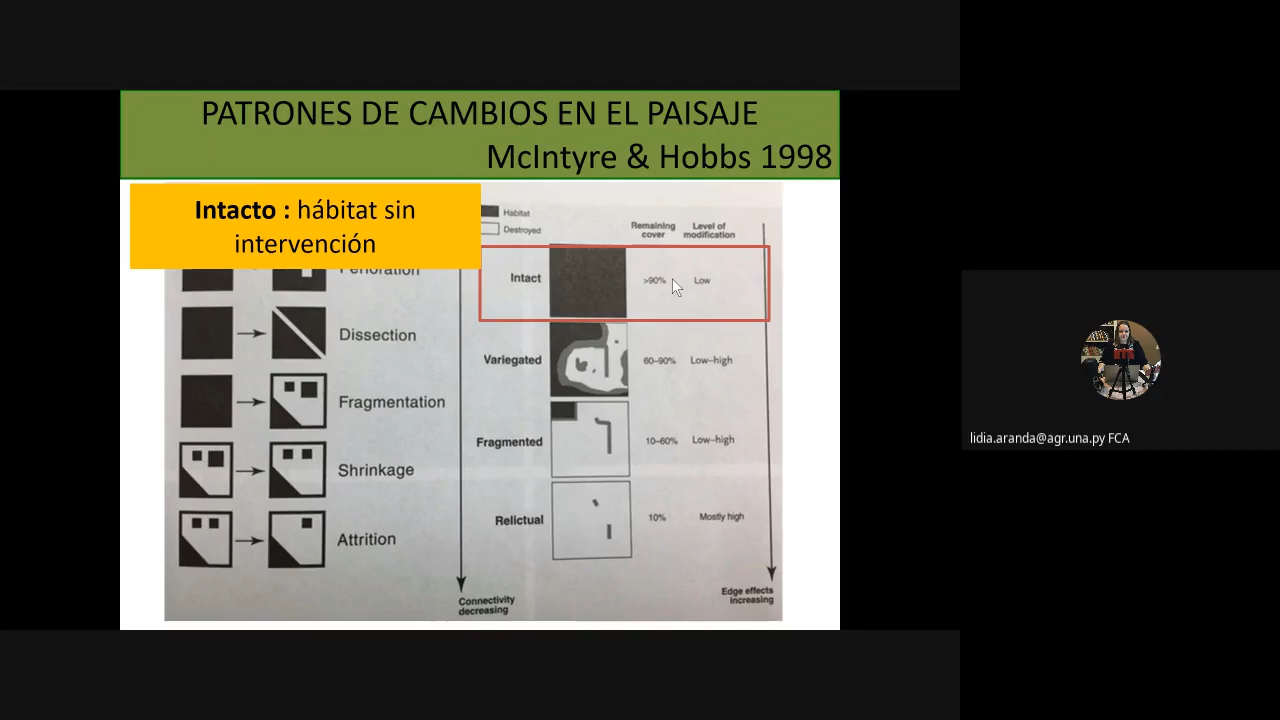 PATRONES DE CAMBIOS EN EL PAISAJE
McIntyre & Hobbs 1998
Intacto : hábitat sin
intervención
Habitat
Destroyed
Remaining
cover
Level of
modification
Perforation
Intact
>90%
Low
Dissection
Variegated
60–90%
Low–high
Fragmentation
Fragmented
10–60%
Low–high
Shrinkage
Relictual
10%
Mostly high
Attrition
Connectivity
decreasing
Edge effects
increasing
lidia.aranda@agr.una.py FCA